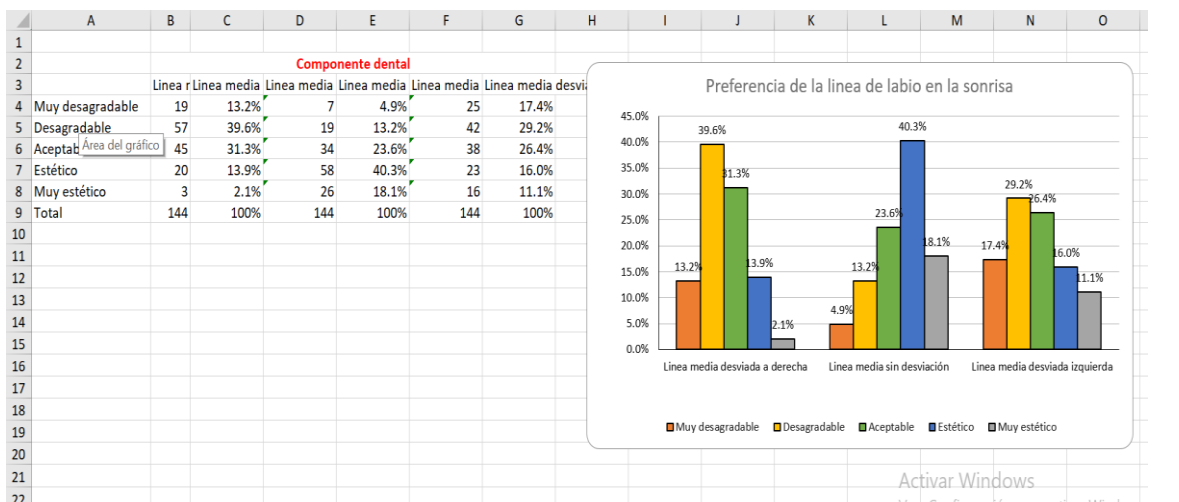 A B C D E F G H I J K L M N O
1
2 Componente dental
3 Linea r Linea media Linea media Linea media Linea media Linea media desvia
4 Muy desagradable 19 13.2% 7 4.9% 25 17.4%
5 Desagradable 57 39.6% 19 13.2% 42 29.2%
6 Aceptab 45 31.3% 34 23.6% 38 26.4%
Área del gráfico
7 Estético 20 13.9% 58 40.3% 23 16.0%
8 Muy estético 3 2.1% 26 18.1% 16 11.1%
9 Total 144 100% 144 100% 144 100%
10
11
12
13
14
15
16
17
18
19
20
21
22
Preferencia de la linea de labio en la sonrisa
45.0%
40.0%
35.0%
30.0%
25.0%
20.0%
15.0%
10.0%
5.0%
0.0%
13.2% 39.6% 31.3% 13.9% 2.1%
4.9% 13.2% 23.6% 40.3% 18.1%
17.4% 29.2% 26.4% 16.0% 11.1%
Linea media desviada a derecha Linea media sin desviación Linea media desviada izquierda
Muy desagradable Desagradable Aceptable Estético Muy estético
Activar Windows